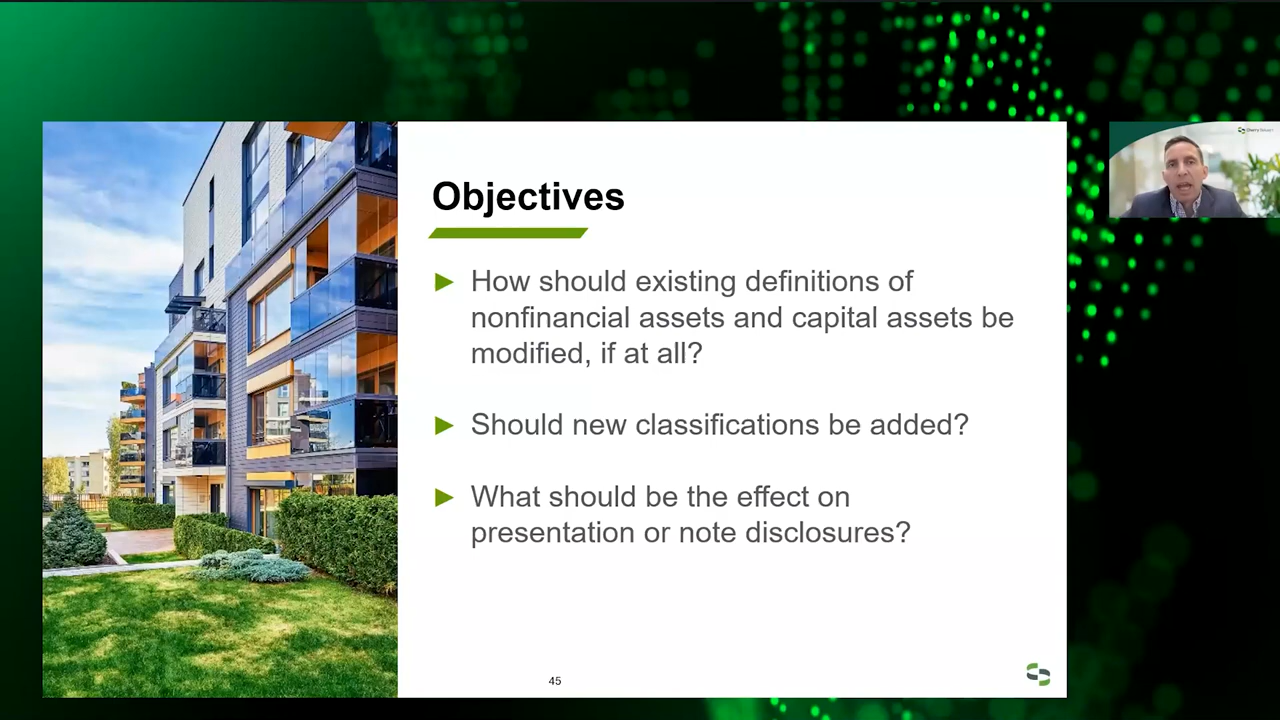 Objectives
► How should existing definitions of
nonfinancial assets and capital assets be
modified, if at all?
► Should new classifications be added?
► What should be the effect on
presentation or note disclosures?
45